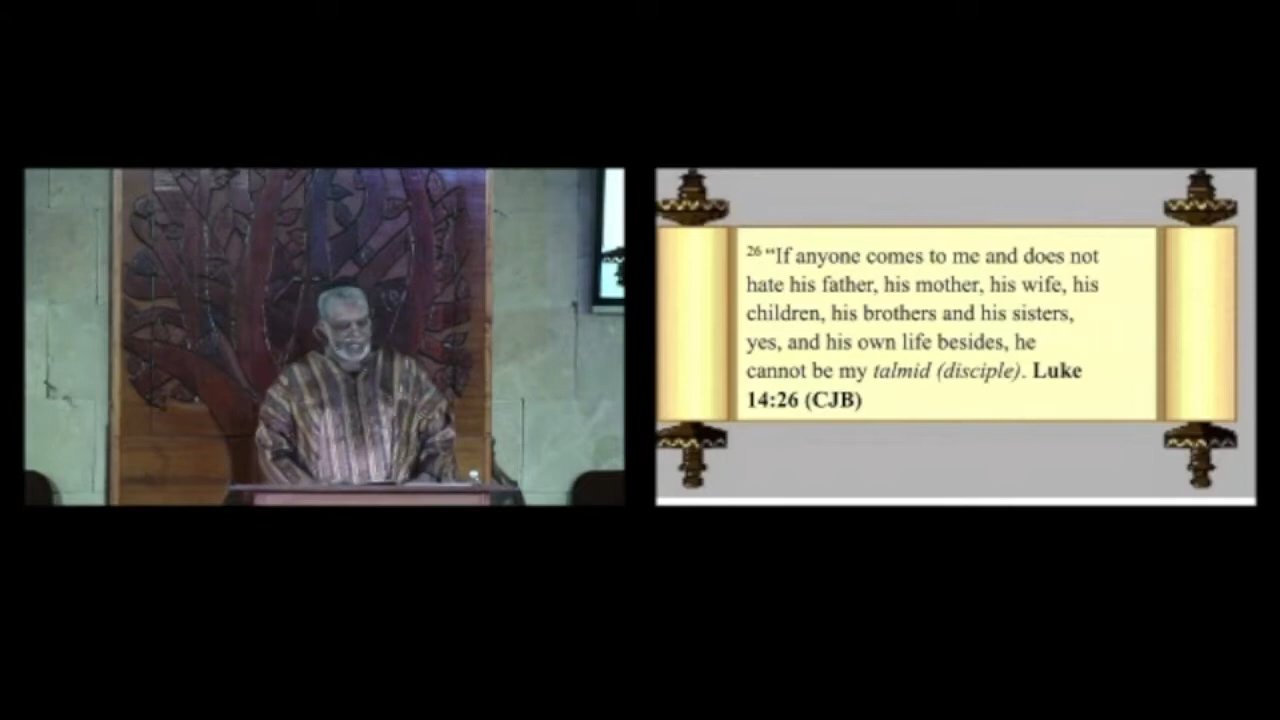 26 “If anyone comes to me and does not
hate his father, his mother, his wife, his
children, his brothers and his sisters,
yes, and his own life besides, he
cannot be my talmid (disciple). Luke
14:26 (CJB)